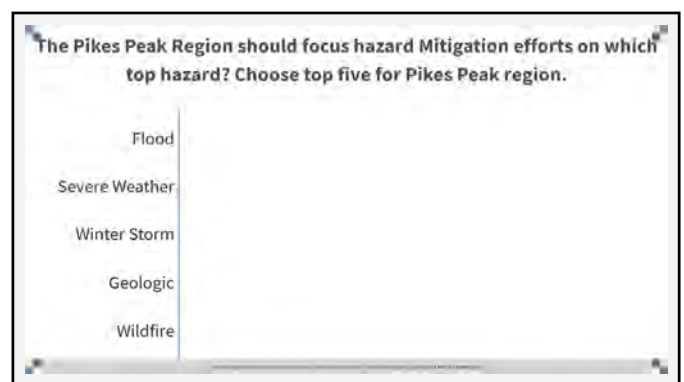 The Pikes Peak Region should focus hazard Mitigation efforts on which
top hazard? Choose top five for Pikes Peak region.
Flood
Severe Weather
Winter Storm
Geologic
Wildfire